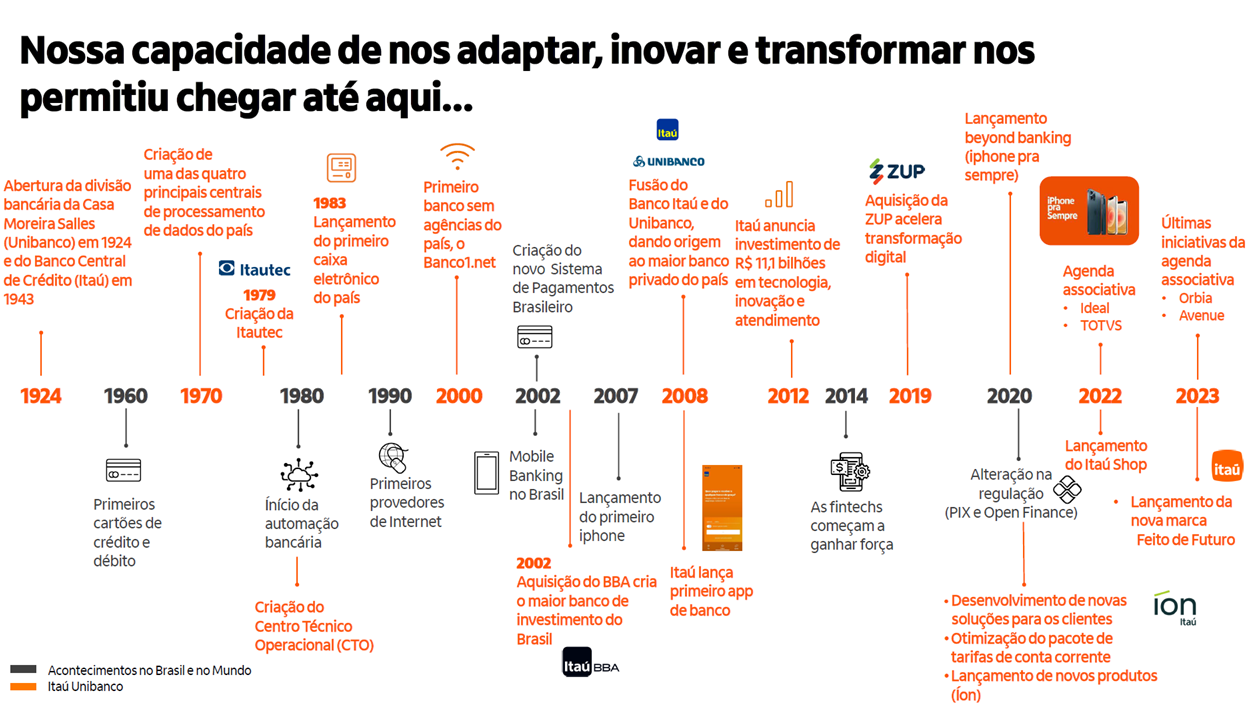 Nossa capacidade de nos adaptar, inovar e transformar nos
permitiu chegar até aqui...
Abertura da divisão
bancária da Casa
Moreira Salles
(Unibanco) em 1924
e do Banco Central
de Crédito (Itaú) em
1943
Criação de
uma das quatro
principais centrais
de processamento
de dados do país
Itautec
1979
Criação da
Itautec
1983
Lançamento
do primeiro
caixa
eletrônico
do país
Primeiro
banco sem
agências do
país, o
Banco1.net
Criação do
novo Sistema
de Pagamentos
Brasileiro
Itaú
UNIBANCO
Fusão do
Banco Itaú e do
Unibanco,
dando origem
ao maior banco
privado do país
Itaú anuncia
investimento de
R$ 11,1 bilhões
em tecnologia,
inovação e
atendimento
ZUP
Aquisição da
ZUP acelera
transformação
digital
Lançamento
beyond banking
(iphone pra
sempre)
iPhone
pra
Sempre
Agenda
associativa
• Ideal
• TOTVS
Últimas
iniciativas da
agenda
associativa
• Orbia
• Avenue
1924
1960
1970
1980
1990
2000
2002
2007
2008
2012
2014
2019
2020
2022
2023
Primeiros
cartões de
crédito e
débito
Ínício da
automação
bancária
Criação do
Centro Técnico
Operacional (CTO)
Primeiros
provedores
de Internet
Mobile
Banking
no Brasil
2002
Aquisição do BBA cria
o maior banco de
investimento do
Brasil
Itaú BBA
Lançamento
do primeiro
iphone
Itaú lança
primeiro app
de banco
As fintechs
começam a
ganhar força
Alteração na
regulação
(PIX e Open Finance)
• Desenvolvimento de novas
soluções para os clientes
• Otimização do pacote de
tarifas de conta corrente
• Lançamento de novos produtos
(Íon)
íon
Itaú
Lançamento
do Itaú Shop
itaú
• Lançamento da
nova marca
Feito de Futuro
Acontecimentos no Brasil e no Mundo
Itaú Unibanco